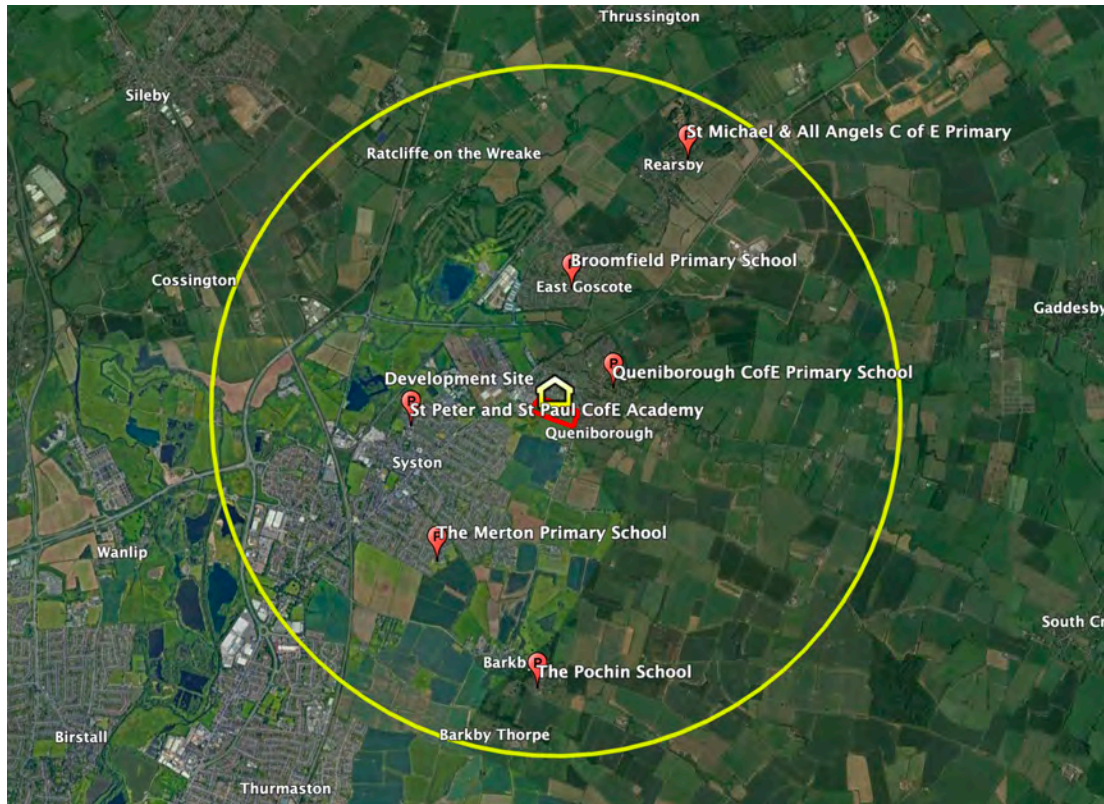 Thrussington
Sileby
St Michael & All Angels C of E Primary
Ratcliffe on the Wreake
Rearsby
Broomfield Primary School
Cossington
East Goscote
Gaddesby
Queniborough CofE Primary School
Development Site
St Peter and St Paul CofE Academy
Queniborough
Syston
The Merton Primary School
Wanlip
South Cr
Barkby
The Pochin School
Birstall
Barkby Thorpe
Thurmaston